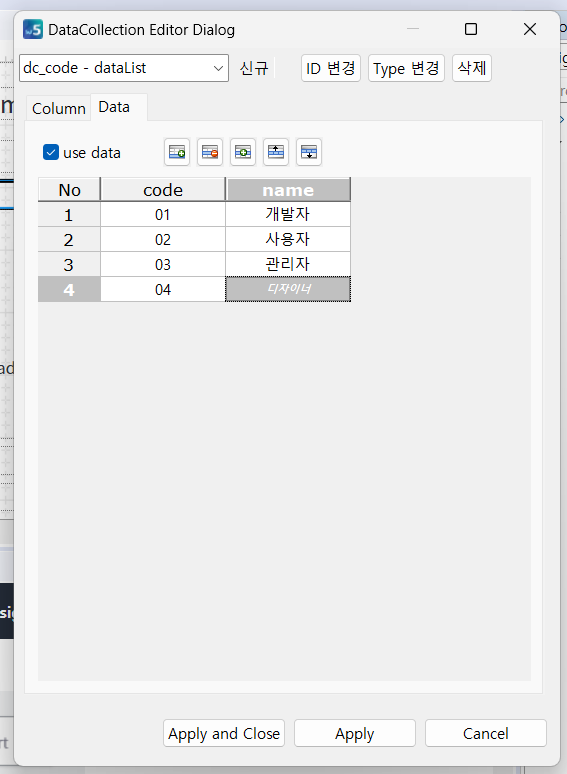 DataCollection Editor Dialog
dc_code - dataList 신규 ID 변경 Type 변경 삭제
Column Data
use data
No code name
1 01 개발자
2 02 사용자
3 03 관리자
4 04 디자이너
Apply and Close Apply Cancel